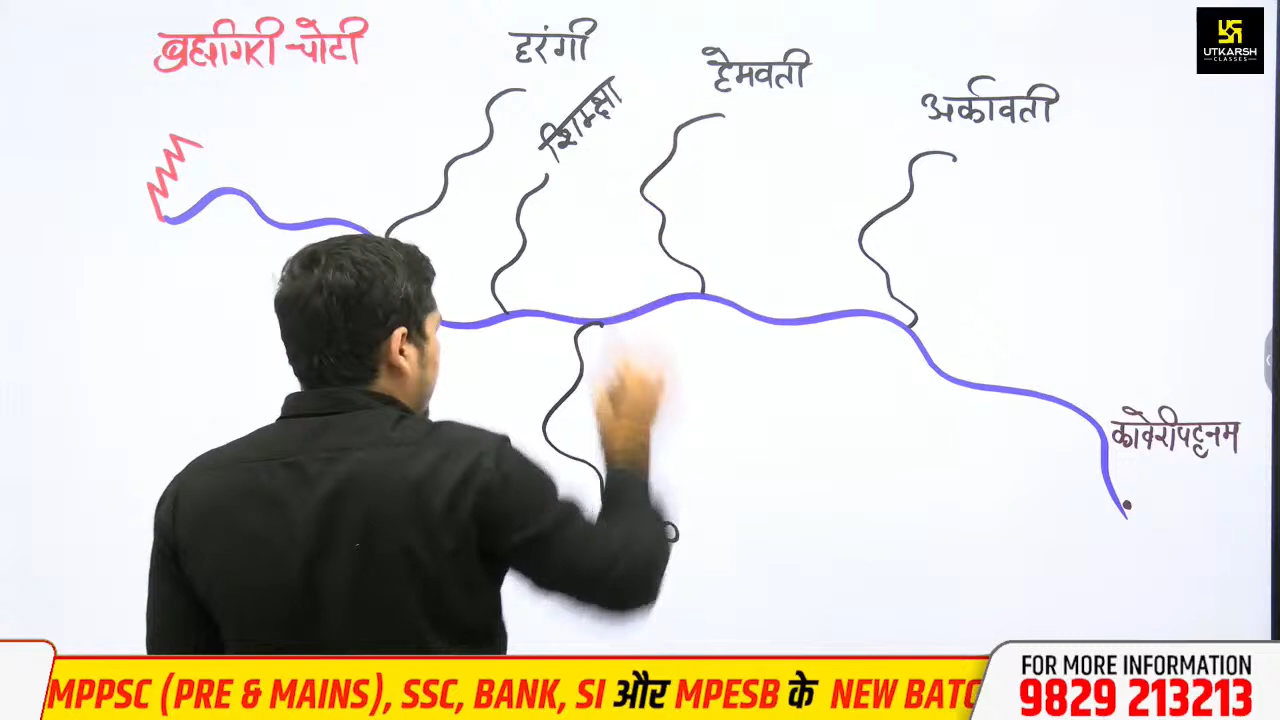 ब्रह्मगिरी चोटी
हरंगी
शिमक्षा
हेमवती
अर्कावती
कावेरीपट्टनम
UTKARSH
CLASSES
MPPSC (PRE & MAINS), SSC, BANK, SI और MPESB के NEW BATC
FOR MORE INFORMATION
9829 213213